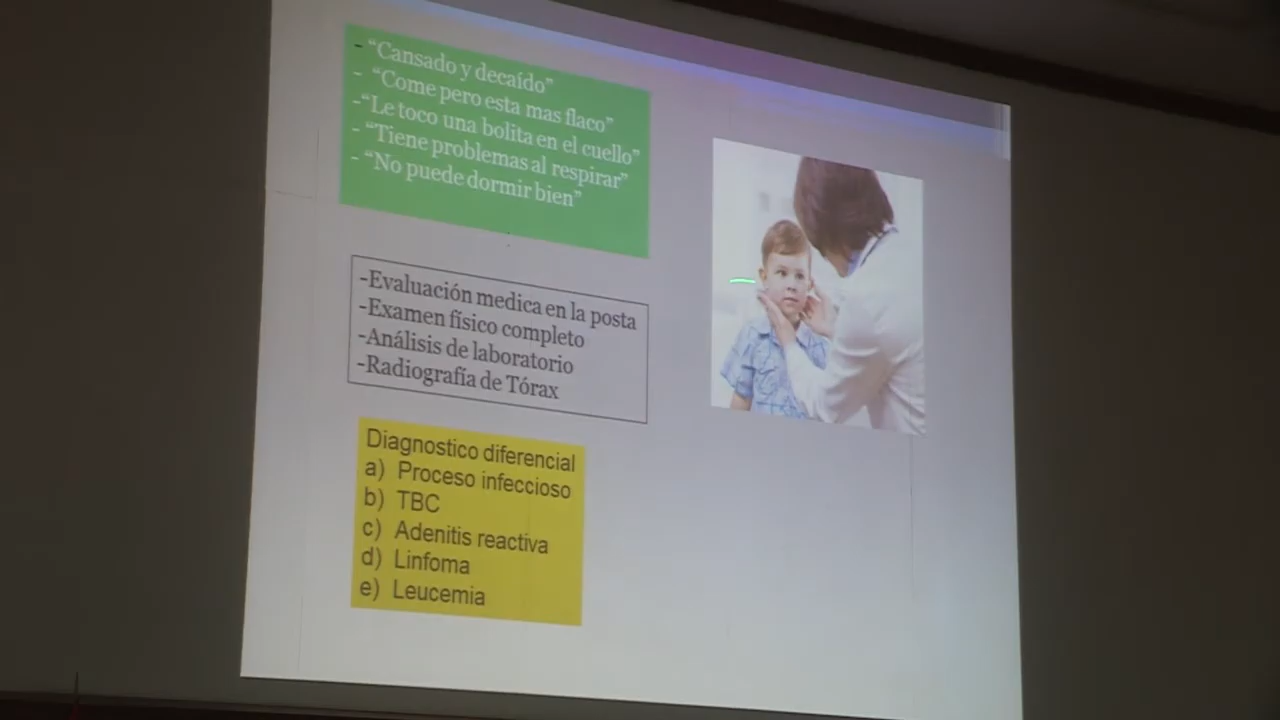 - "Cansado y decaído"
- "Come pero esta mas flaco"
-"Le toco una bolita en el cuello"
- "Tiene problemas al respirar"
- "No puede dormir bien"
-Evaluación medica en la posta
-Examen físico completo
-Análisis de laboratorio
-Radiografía de Tórax
Diagnostico diferencial
a) Proceso infeccioso
b) TBC
c) Adenitis reactiva
d) Linfoma
e) Leucemia